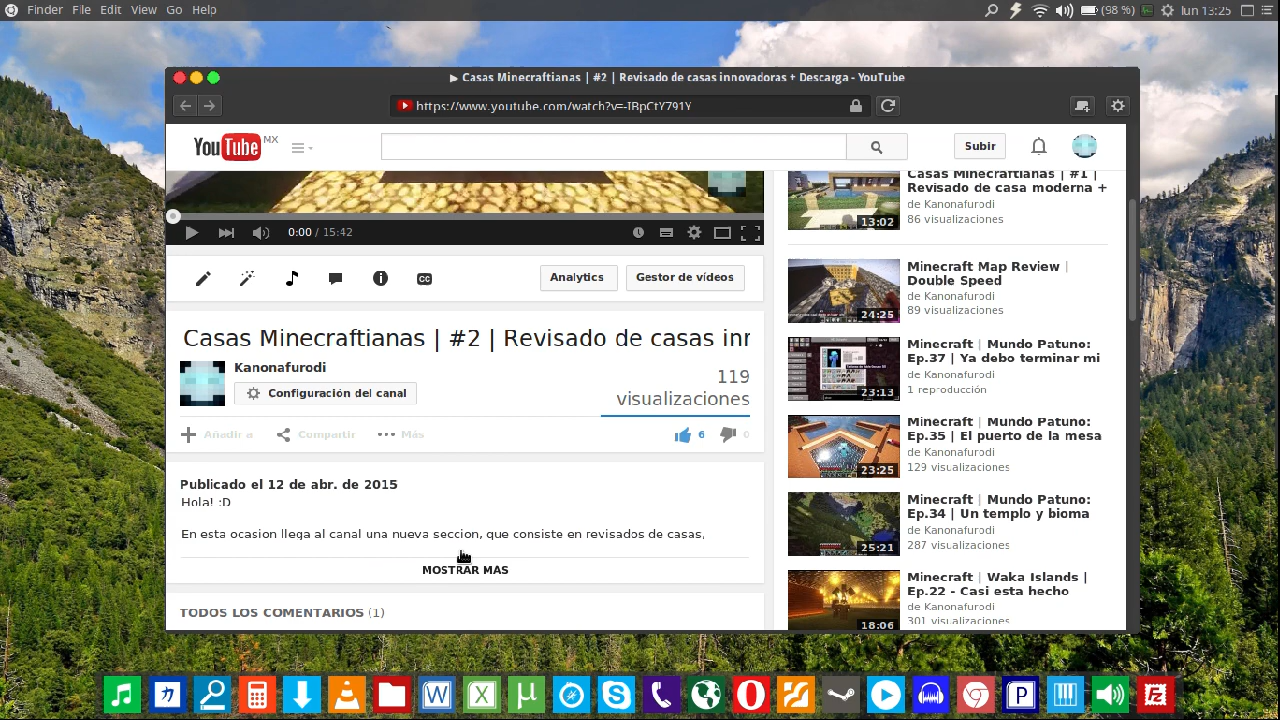 Finder File Edit View Go Help
(98 %) lun 13:25
▶ Casas Minecraftianas | #2 | Revisado de casas innovadoras + Descarga - YouTube
https://www.youtube.com/watch?v=-IBpCtY791Y
YouTube MX
Subir
0:00 / 15:42
Analytics
Gestor de vídeos
Casas Minecraftianas | #2 | Revisado de casas inn
Kanonafurodi
Configuración del canal
119
visualizaciones
Añadir a Compartir Más
6 0
Publicado el 12 de abr. de 2015
Hola! :D
En esta ocasion llega al canal una nueva seccion, que consiste en revisados de casas,
MOSTRAR MÁS
TODOS LOS COMENTARIOS (1)
Casas Minecraftianas | #1 |
Revisado de casa moderna +
de Kanonafurodi
86 visualizaciones
13:02
Minecraft Map Review |
Double Speed
de Kanonafurodi
89 visualizaciones
24:25
Minecraft | Mundo Patuno:
Ep.37 | Ya debo terminar mi
de Kanonafurodi
1 reproducción
23:13
Minecraft | Mundo Patuno:
Ep.35 | El puerto de la mesa
de Kanonafurodi
129 visualizaciones
23:25
Minecraft | Mundo Patuno:
Ep.34 | Un templo y bioma
de Kanonafurodi
287 visualizaciones
25:21
Minecraft | Waka Islands |
Ep.22 - Casi esta hecho
de Kanonafurodi
301 visualizaciones
18:06